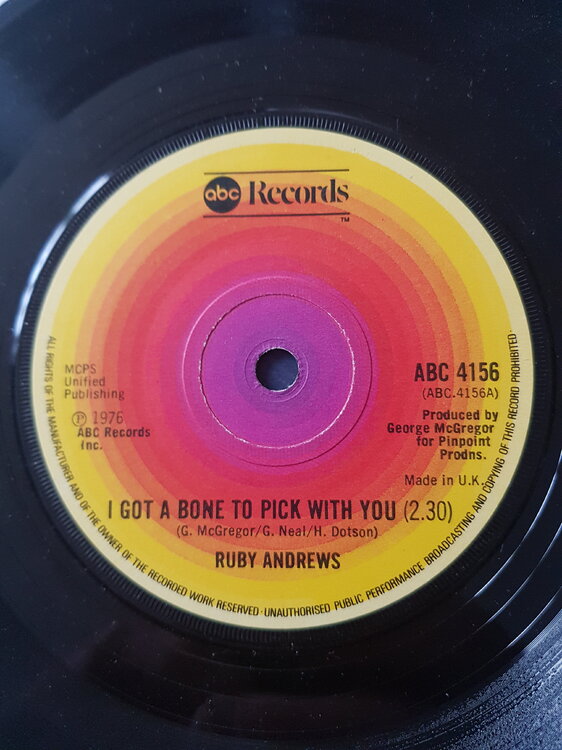 abc Records
TM
MCPS
Unified
Publishing
Ⓟ 1976
ABC Records
Inc.
ABC 4156
(ABC.4156A)
Produced by
George McGregor
for Pinpoint
Prodns.
Made in U.K.
I GOT A BONE TO PICK WITH YOU (2.30)
(G. McGregor/G. Neal/H. Dotson)
RUBY ANDREWS
ALL RIGHTS OF THE MANUFACTURER AND OF THE OWNER OF THE RECORDED WORK RESERVED · UNAUTHORISED PUBLIC PERFORMANCE BROADCASTING AND COPYING OF THIS RECORD PROHIBITED ·